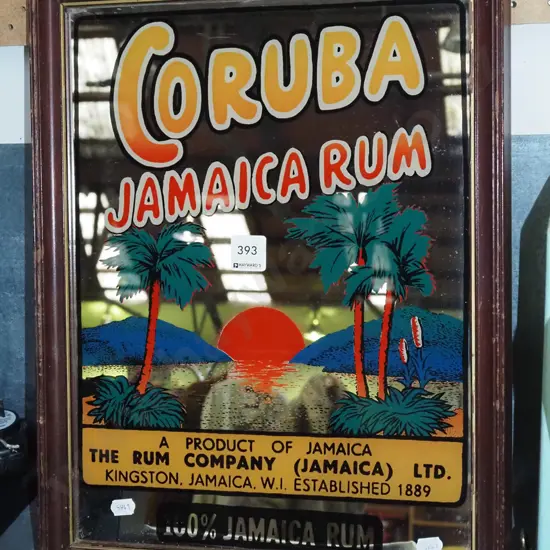 CORUBA
JAMAICA RUM
393
HAYWARD'S
A PRODUCT OF JAMAICA
THE RUM COMPANY (JAMAICA) LTD.
KINGSTON, JAMAICA, W.I. ESTABLISHED 1889
100% JAMAICA RUM